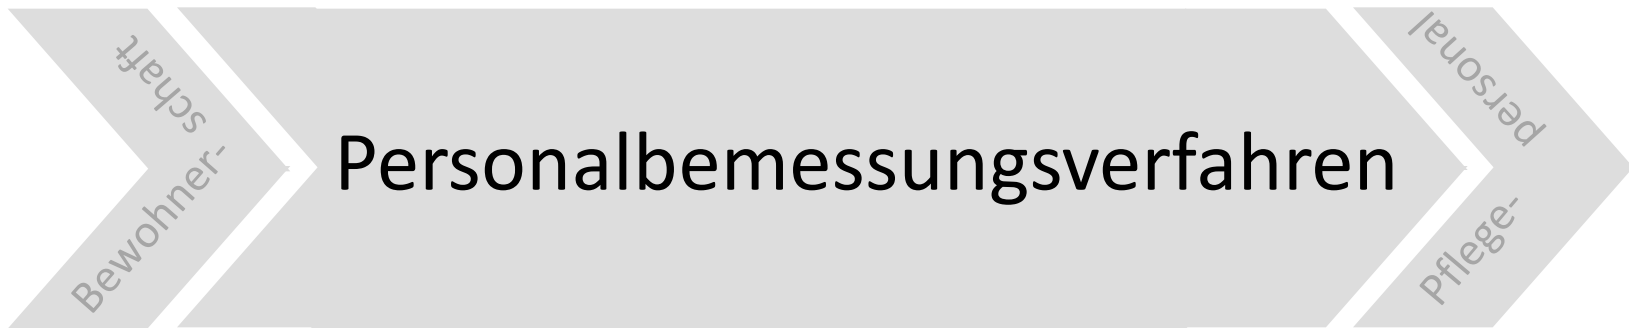 Bewohner-
schaft
Personalbemessungsverfahren
Pflege-
personal